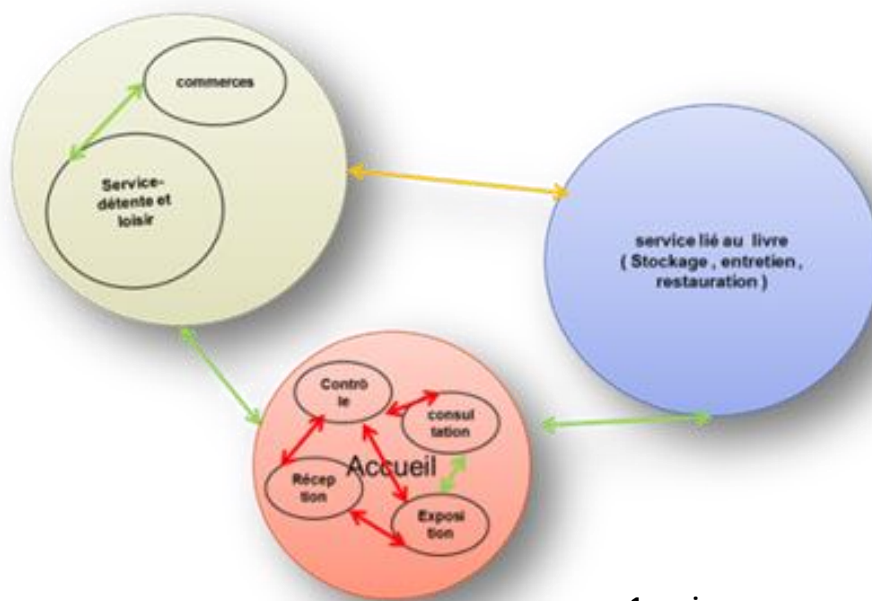 commerces
Service-
détente et
loisir
service lié au livre
( Stockage , entretien ,
restauration )
Contrô
le
consul
tation
Accueil
Récep
tion
Exposi
tion